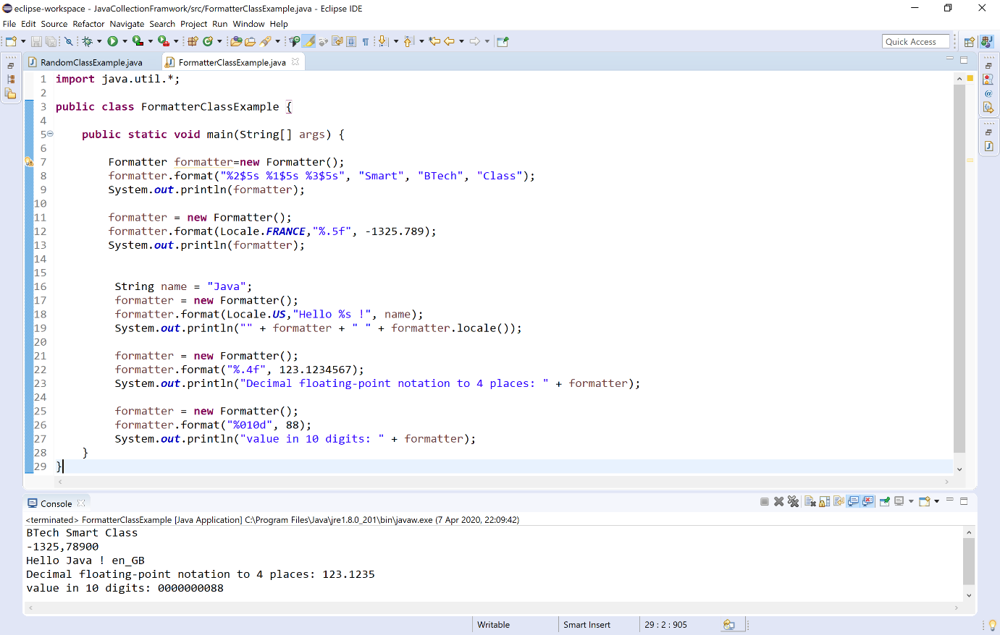 eclipse-workspace - JavaCollectionFramwork/src/FormatterClassExample.java - Eclipse IDE
File Edit Source Refactor Navigate Search Project Run Window Help
Quick Access
RandomClassExample.java FormatterClassExample.java
1 import java.util.*;
2
3 public class FormatterClassExample {
4
5 public static void main(String[] args) {
6
7 Formatter formatter=new Formatter();
8 formatter.format("%2$5s %1$5s %3$5s", "Smart", "BTech", "Class");
9 System.out.println(formatter);
10
11 formatter = new Formatter();
12 formatter.format(Locale.FRANCE,"%.5f", -1325.789);
13 System.out.println(formatter);
14
15
16 String name = "Java";
17 formatter = new Formatter();
18 formatter.format(Locale.US,"Hello %s !", name);
19 System.out.println("" + formatter + " " + formatter.locale());
20
21 formatter = new Formatter();
22 formatter.format("%.4f", 123.1234567);
23 System.out.println("Decimal floating-point notation to 4 places: " + formatter);
24
25 formatter = new Formatter();
26 formatter.format("%010d", 88);
27 System.out.println("value in 10 digits: " + formatter);
28 }
29 }
Console
<terminated> FormatterClassExample [Java Application] C:\Program Files\Java\jre1.8.0_201\bin\javaw.exe (7 Apr 2020, 22:09:42)
BTech Smart Class
-1325,78900
Hello Java ! en_GB
Decimal floating-point notation to 4 places: 123.1235
value in 10 digits: 0000000088
Writable Smart Insert 29 : 2 : 905